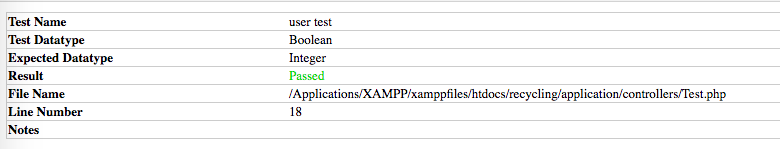 Test Name user test
Test Datatype Boolean
Expected Datatype Integer
Result Passed
File Name /Applications/XAMPP/xamppfiles/htdocs/recycling/application/controllers/Test.php
Line Number 18
Notes